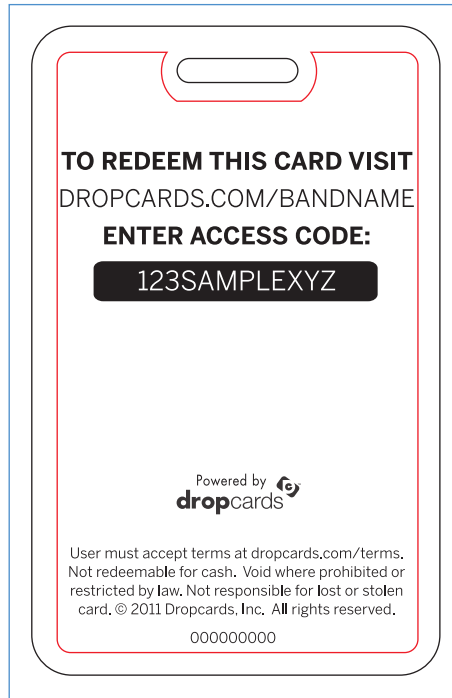 TO REDEEM THIS CARD VISIT
DROPCARDS.COM/BANDNAME
ENTER ACCESS CODE:
123SAMPLEXYZ
Powered by
dropcards
User must accept terms at dropcards.com/terms.
Not redeemable for cash. Void where prohibited or
restricted by law. Not responsible for lost or stolen
card. © 2011 Dropcards, Inc. All rights reserved.
000000000